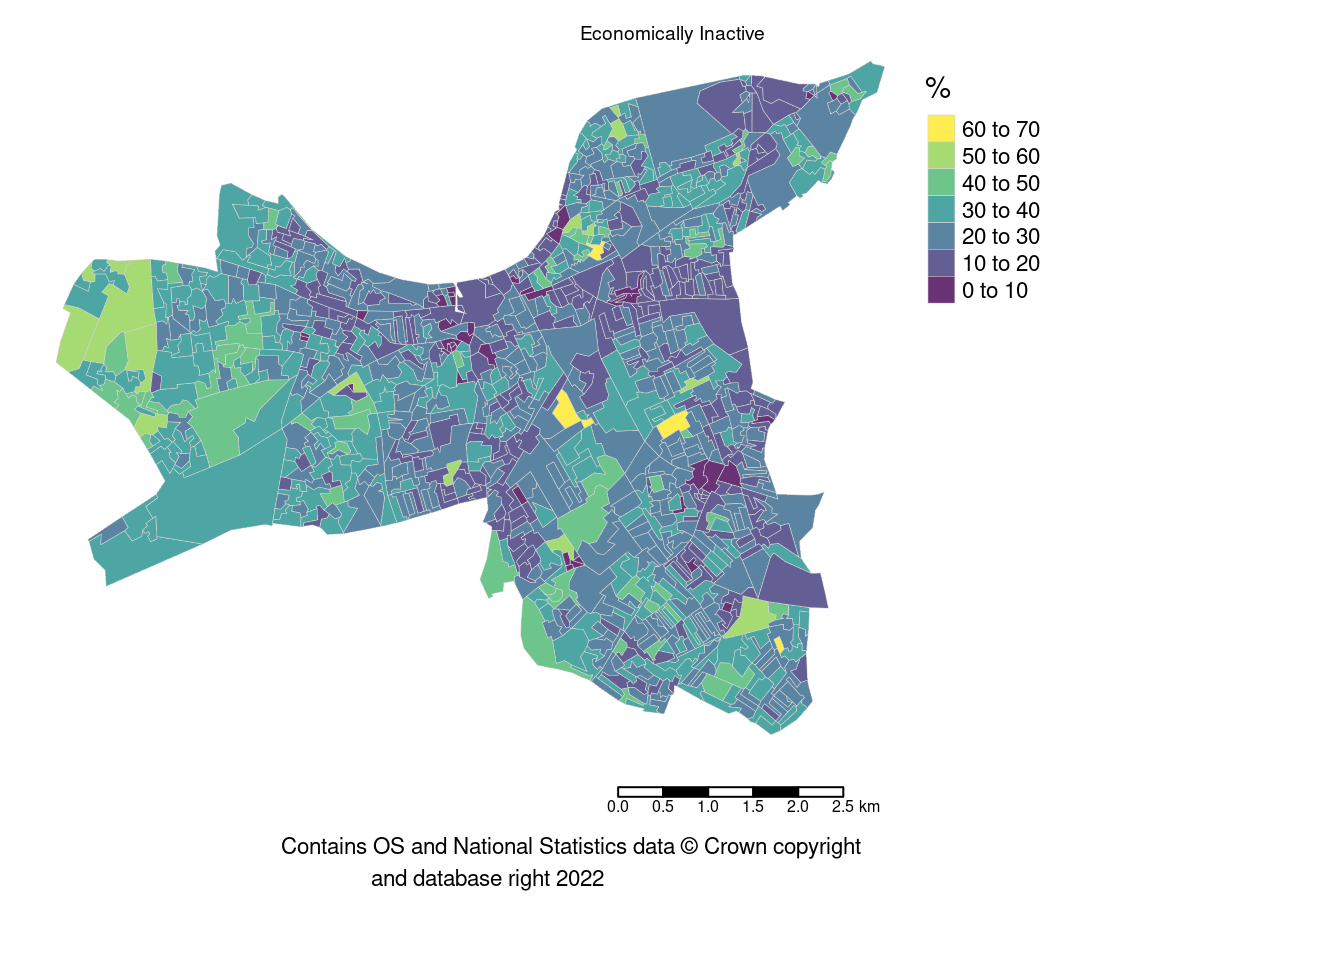 Economically Inactive
%
60 to 70
50 to 60
40 to 50
30 to 40
20 to 30
10 to 20
0 to 10
0.0 0.5 1.0 1.5 2.0 2.5 km
Contains OS and National Statistics data © Crown copyright
and database right 2022